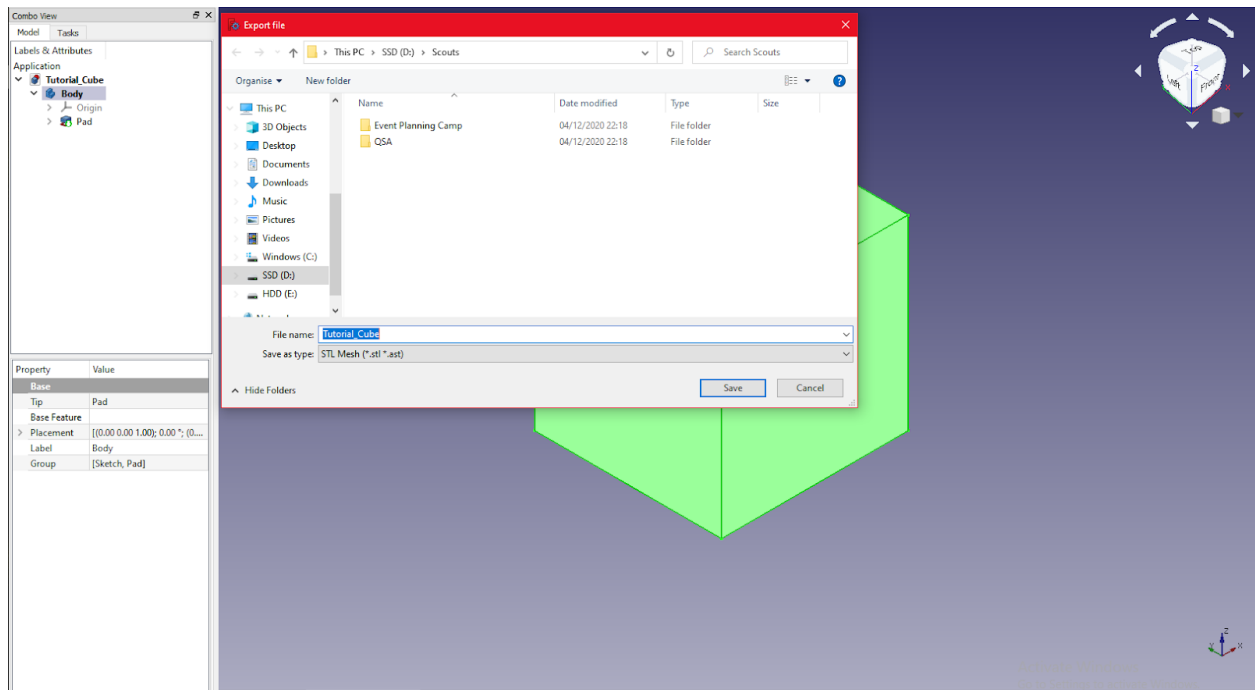 Combo View
Model Tasks
Labels & Attributes
Application
Tutorial_Cube
Body
Origin
Pad
Property Value
Base
Tip Pad
Base Feature
Placement [(0.00 0.00 1.00); 0.00 °; (0....
Label Body
Group [Sketch, Pad]
Export file
This PC > SSD (D:) > Scouts
Search Scouts
Organise New folder
This PC
3D Objects
Desktop
Documents
Downloads
Music
Pictures
Videos
Windows (C:)
SSD (D:)
HDD (E:)
Name Date modified Type Size
Event Planning Camp 04/12/2020 22:18 File folder
QSA 04/12/2020 22:18 File folder
File name: Tutorial_Cube
Save as type: STL Mesh (*.stl *.ast)
Hide Folders
Save Cancel
Top
Z
Left Front
X
Z
Y X